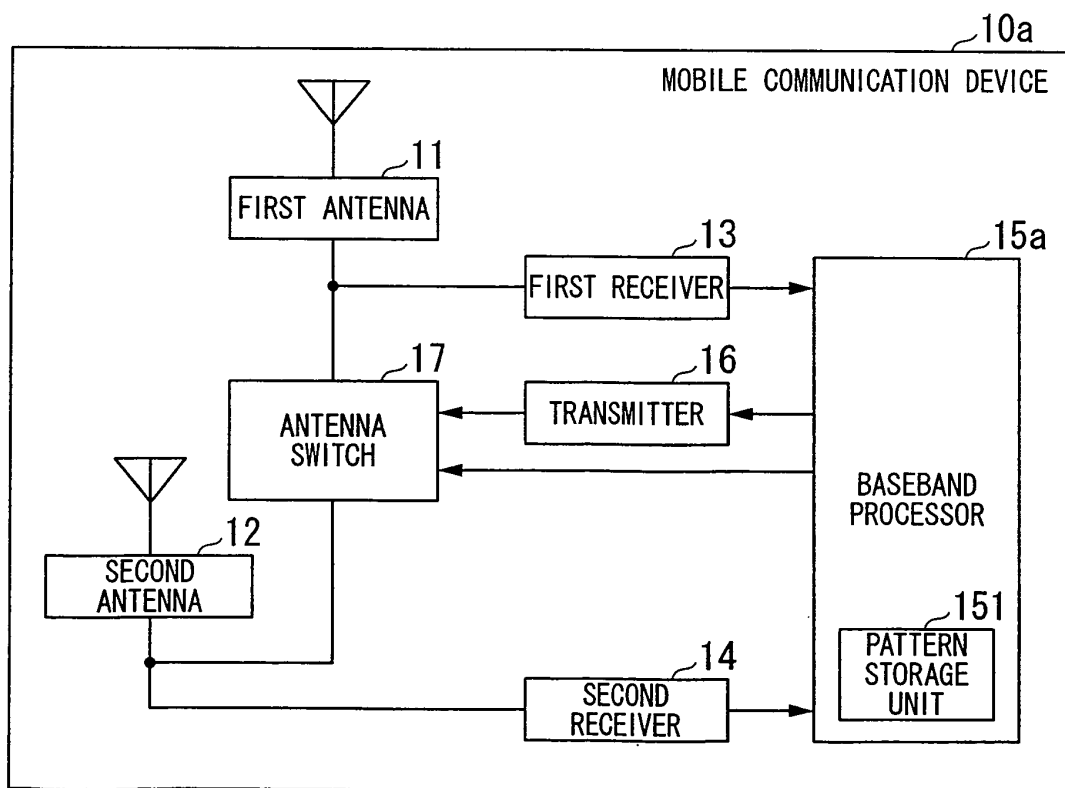 10a
MOBILE COMMUNICATION DEVICE
11
FIRST ANTENNA
13
FIRST RECEIVER
15a
17
ANTENNA
SWITCH
16
TRANSMITTER
BASEBAND
PROCESSOR
12
SECOND
ANTENNA
14
SECOND
RECEIVER
151
PATTERN
STORAGE
UNIT